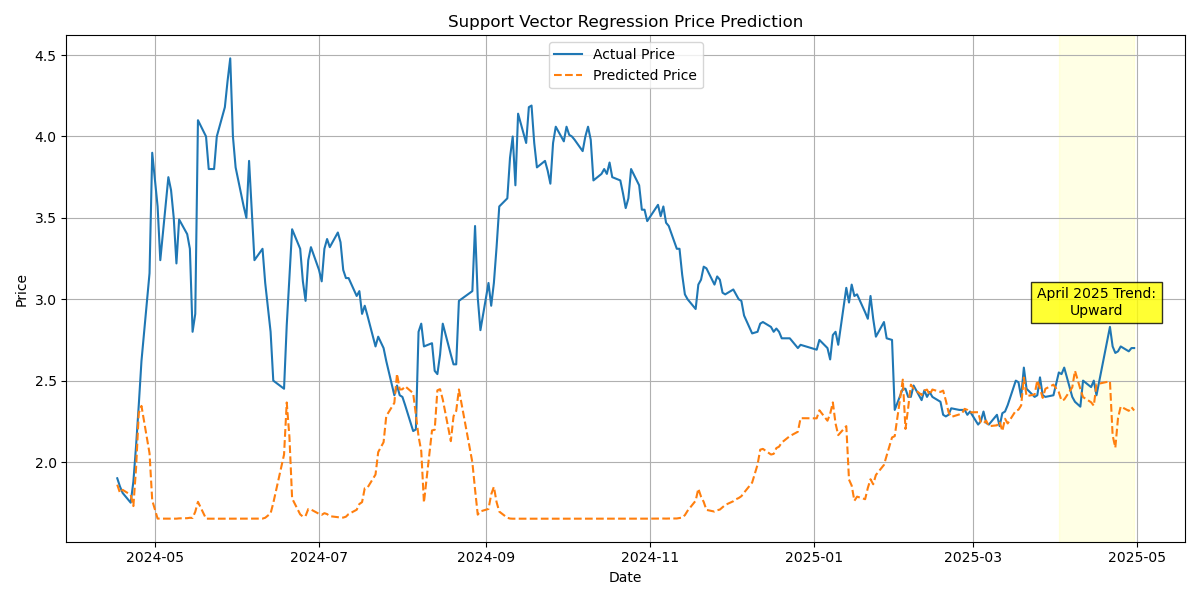 Support Vector Regression Price Prediction
Actual Price
Predicted Price
April 2025 Trend:
Upward
Price
4.5
4.0
3.5
3.0
2.5
2.0
2024-05
2024-07
2024-09
2024-11
2025-01
2025-03
2025-05
Date